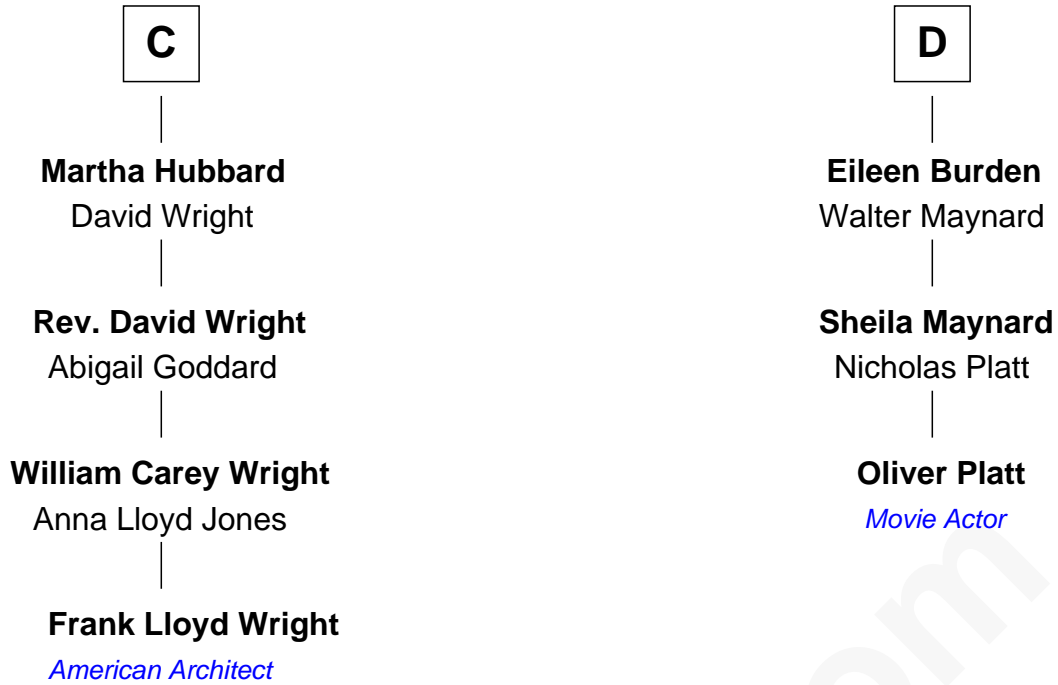 C
Martha Hubbard
David Wright
Rev. David Wright
Abigail Goddard
William Carey Wright
Anna Lloyd Jones
Frank Lloyd Wright
American Architect
D
Eileen Burden
Walter Maynard
Sheila Maynard
Nicholas Platt
Oliver Platt
Movie Actor
om